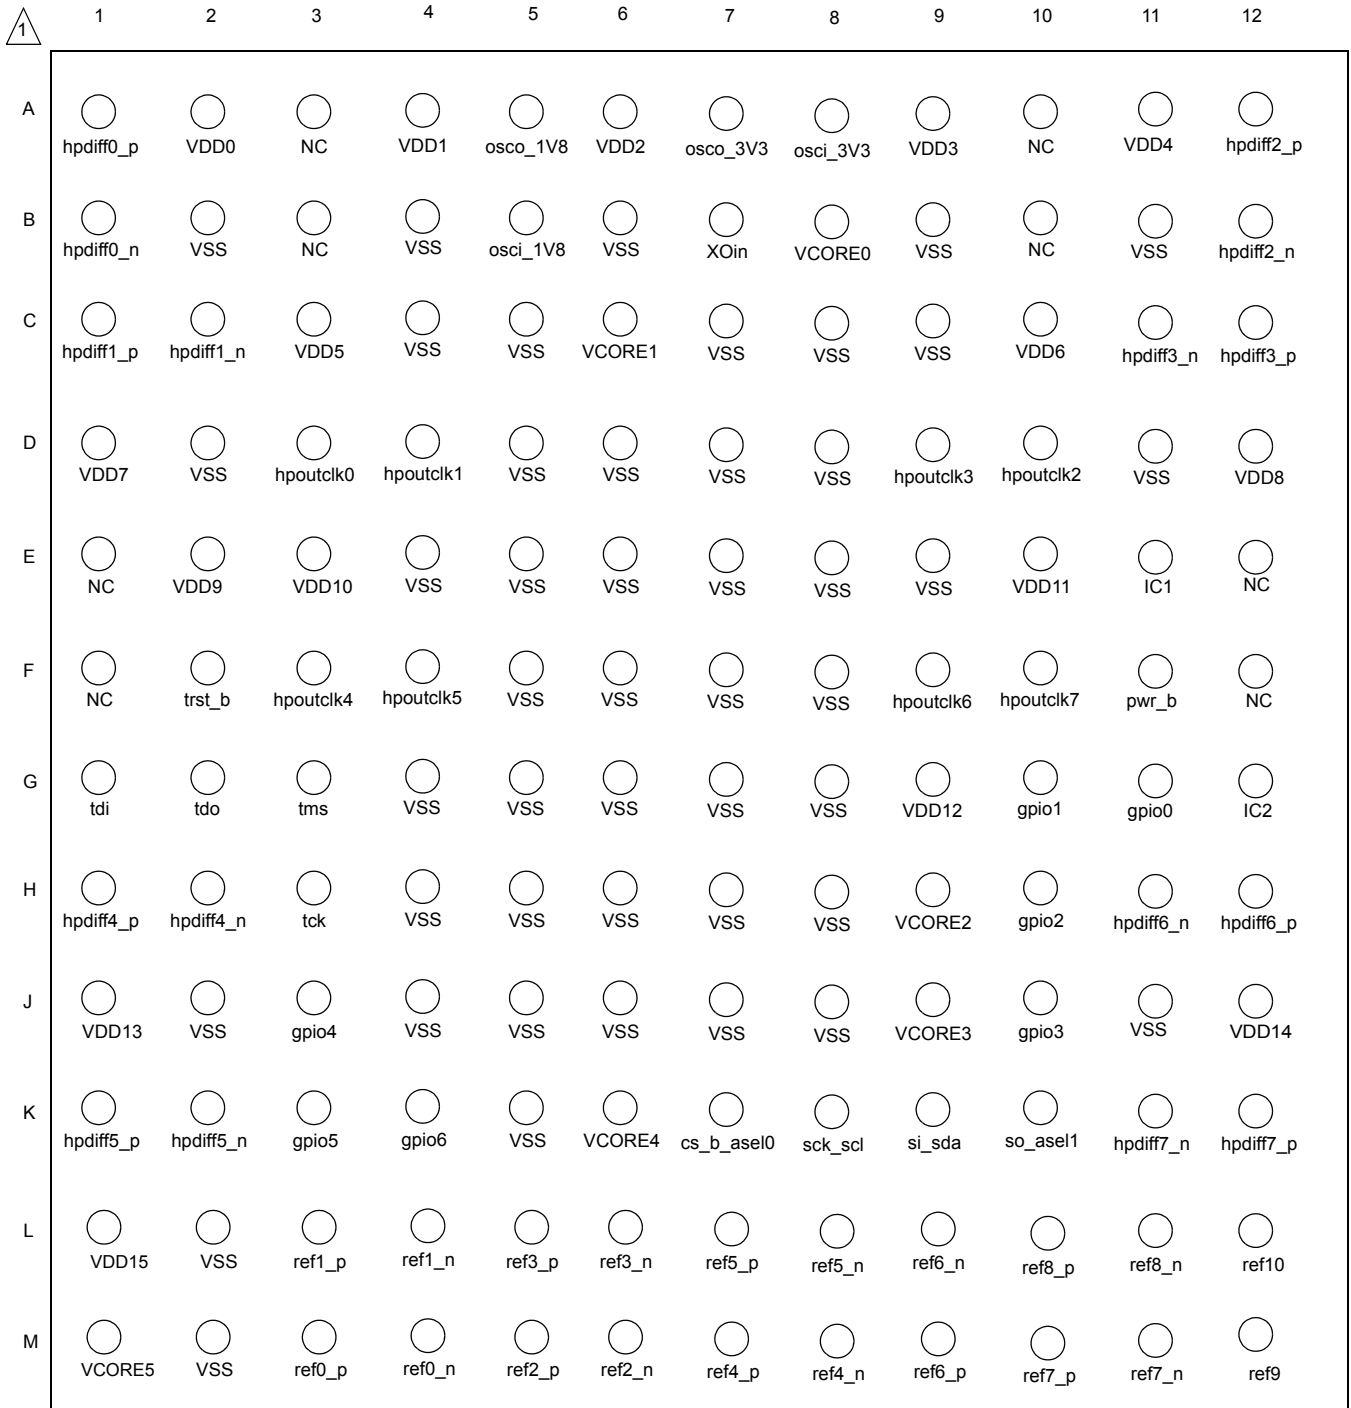 1 1 2 3 4 5 6 7 8 9 10 11 12
A
hpdiff0_p VDD0 NC VDD1 osco_1V8 VDD2 osco_3V3 osci_3V3 VDD3 NC VDD4 hpdiff2_p
B
hpdiff0_n VSS NC VSS osci_1V8 VSS XOin VCORE0 VSS NC VSS hpdiff2_n
C
hpdiff1_p hpdiff1_n VDD5 VSS VSS VCORE1 VSS VSS VSS VDD6 hpdiff3_n hpdiff3_p
D
VDD7 VSS hpoutclk0 hpoutclk1 VSS VSS VSS VSS hpoutclk3 hpoutclk2 VSS VDD8
E
NC VDD9 VDD10 VSS VSS VSS VSS VSS VSS VDD11 IC1 NC
F
NC trst_b hpoutclk4 hpoutclk5 VSS VSS VSS VSS hpoutclk6 hpoutclk7 pwr_b NC
G
tdi tdo tms VSS VSS VSS VSS VSS VDD12 gpio1 gpio0 IC2
H
hpdiff4_p hpdiff4_n tck VSS VSS VSS VSS VSS VCORE2 gpio2 hpdiff6_n hpdiff6_p
J
VDD13 VSS gpio4 VSS VSS VSS VSS VSS VCORE3 gpio3 VSS VDD14
K
hpdiff5_p hpdiff5_n gpio5 gpio6 VSS VCORE4 cs_b_asel0 sck_scl si_sda so_asel1 hpdiff7_n hpdiff7_p
L
VDD15 VSS ref1_p ref1_n ref3_p ref3_n ref5_p ref5_n ref6_n ref8_p ref8_n ref10
M
VCORE5 VSS ref0_p ref0_n ref2_p ref2_n ref4_p ref4_n ref6_p ref7_p ref7_n ref9